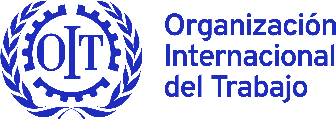 OIT
Organización
Internacional
del Trabajo